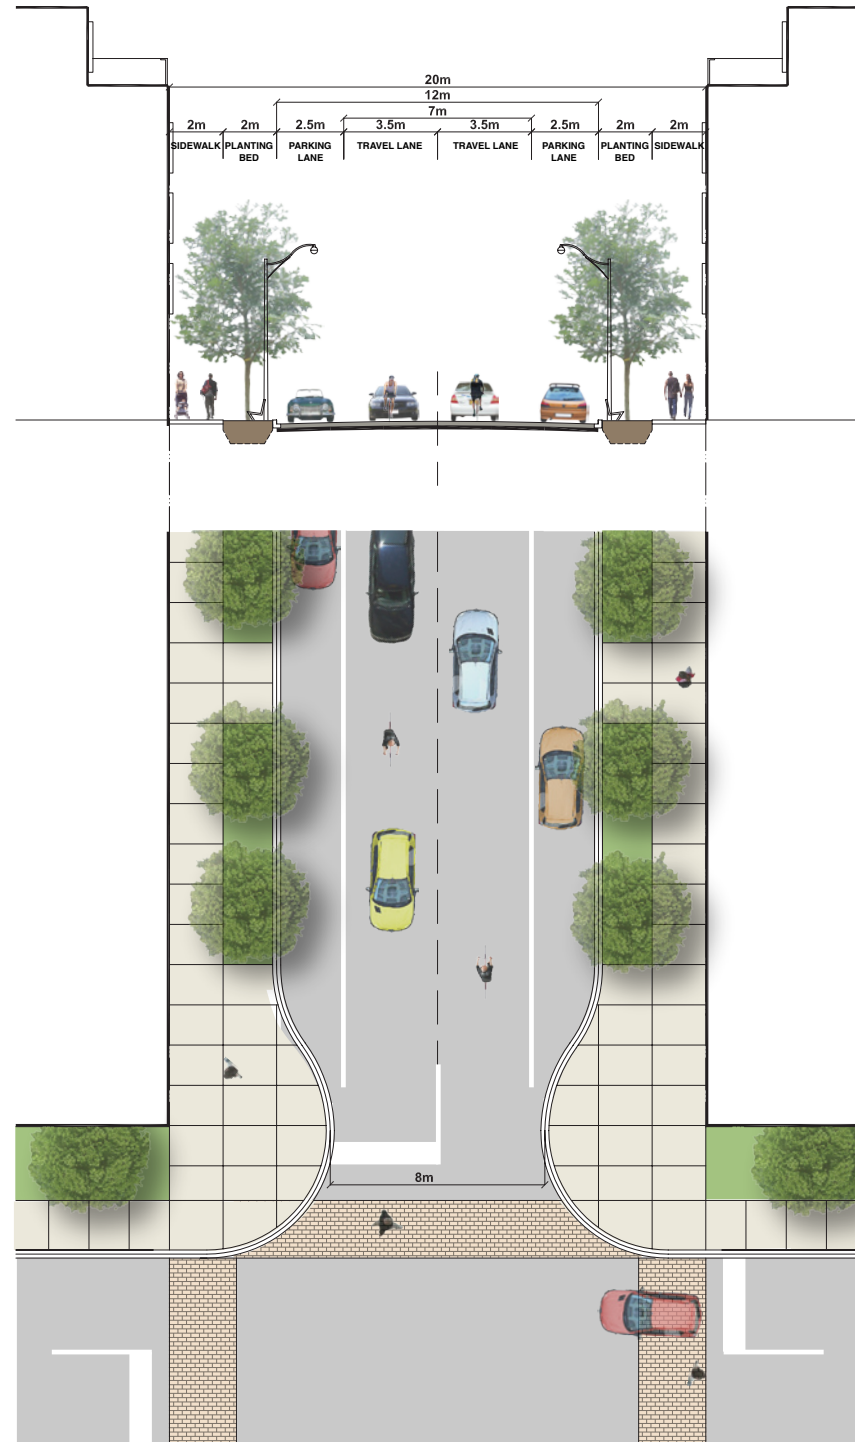 20m
12m
7m
2m 2m 2.5m 3.5m 3.5m 2.5m 2m 2m
SIDEWALK PLANTING PARKING TRAVEL LANE TRAVEL LANE PARKING PLANTING SIDEWALK
BED LANE LANE BED
8m